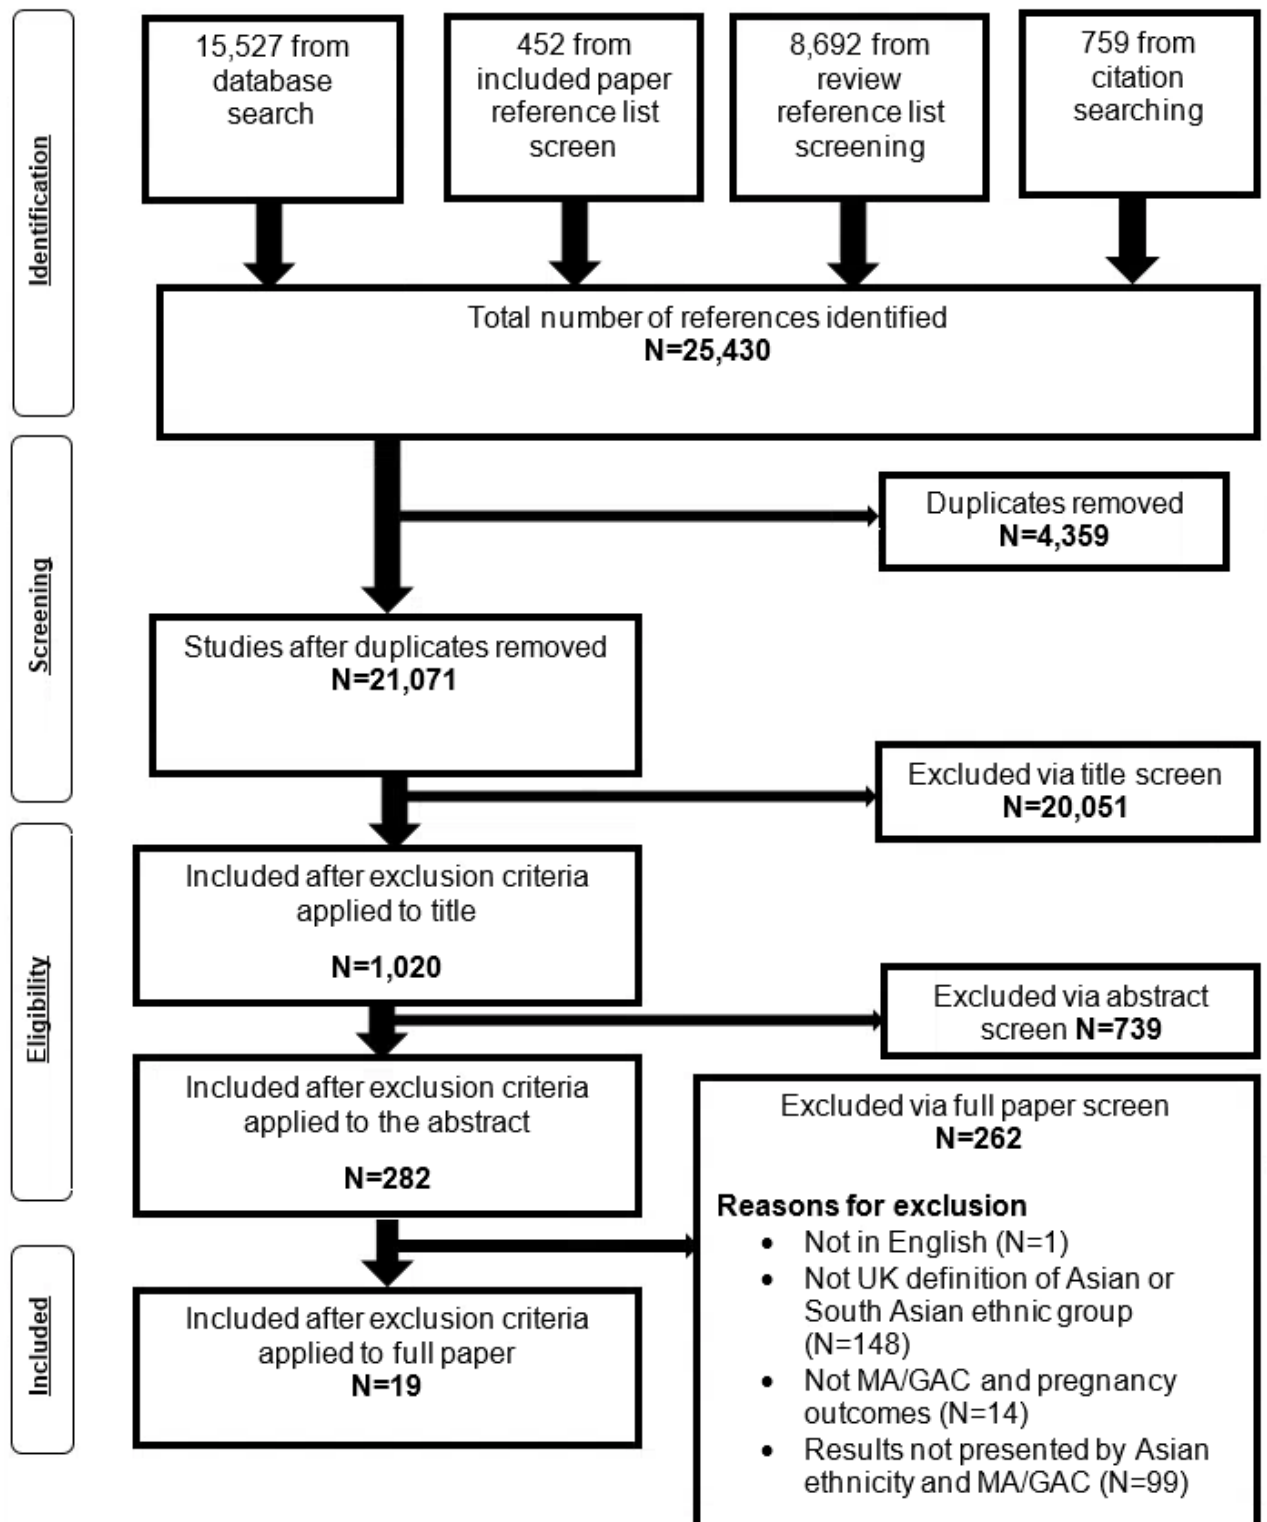 Identification
15,527 from
database
search
452 from
included paper
reference list
screen
8,692 from
review
reference list
screening
759 from
citation
searching
Total number of references identified
N=25,430
Screening
Duplicates removed
N=4,359
Studies after duplicates removed
N=21,071
Excluded via title screen
N=20,051
Eligibility
Included after exclusion criteria
applied to title
N=1,020
Excluded via abstract
screen N=739
Included after exclusion criteria
applied to the abstract
N=282
Excluded via full paper screen
N=262
Reasons for exclusion
• Not in English (N=1)
• Not UK definition of Asian or
South Asian ethnic group
(N=148)
• Not MA/GAC and pregnancy
outcomes (N=14)
• Results not presented by Asian
ethnicity and MA/GAC (N=99)
Included
Included after exclusion criteria
applied to full paper
N=19